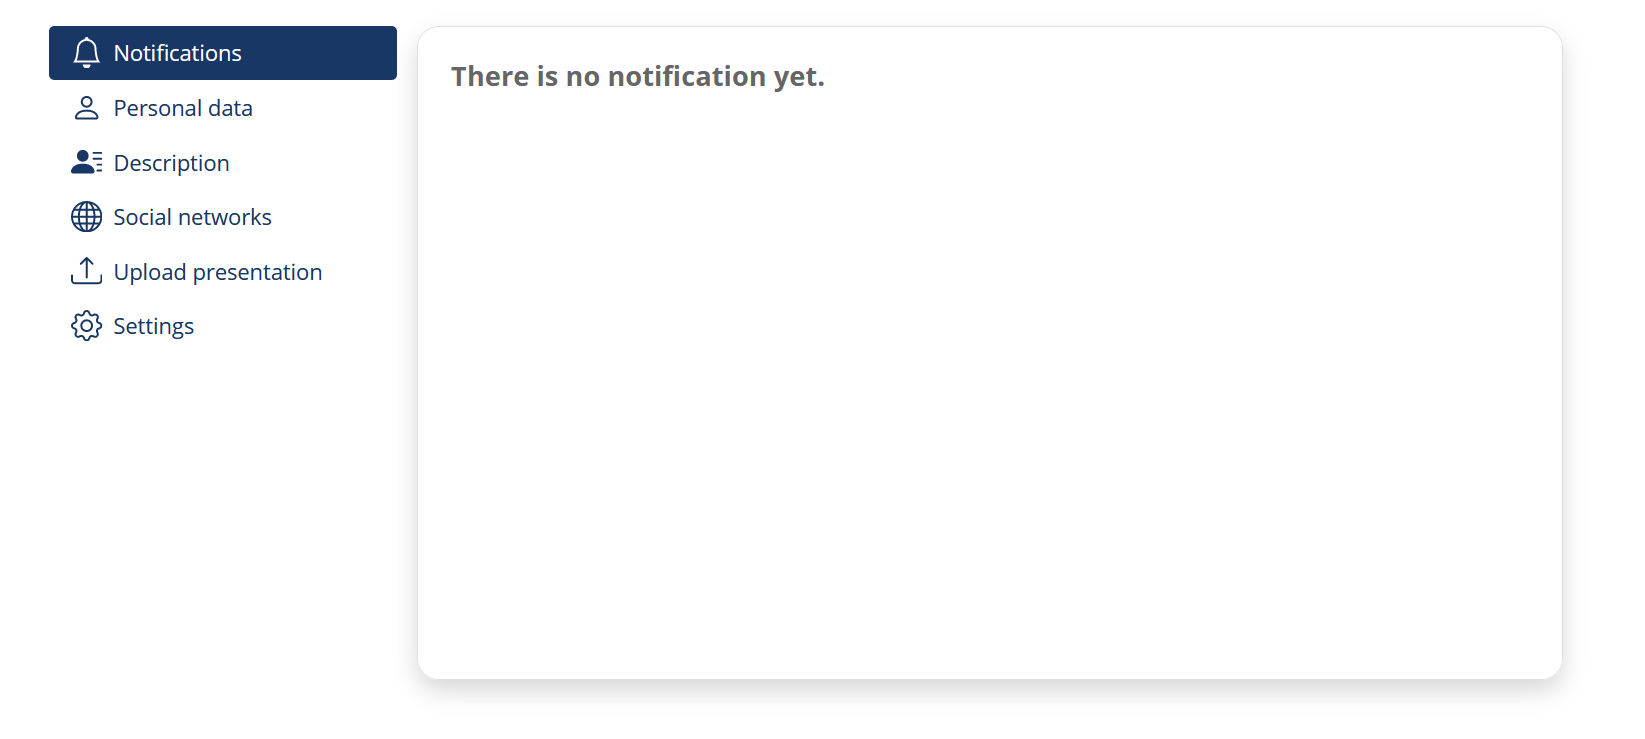 Notifications
Personal data
Description
Social networks
Upload presentation
Settings
There is no notification yet.